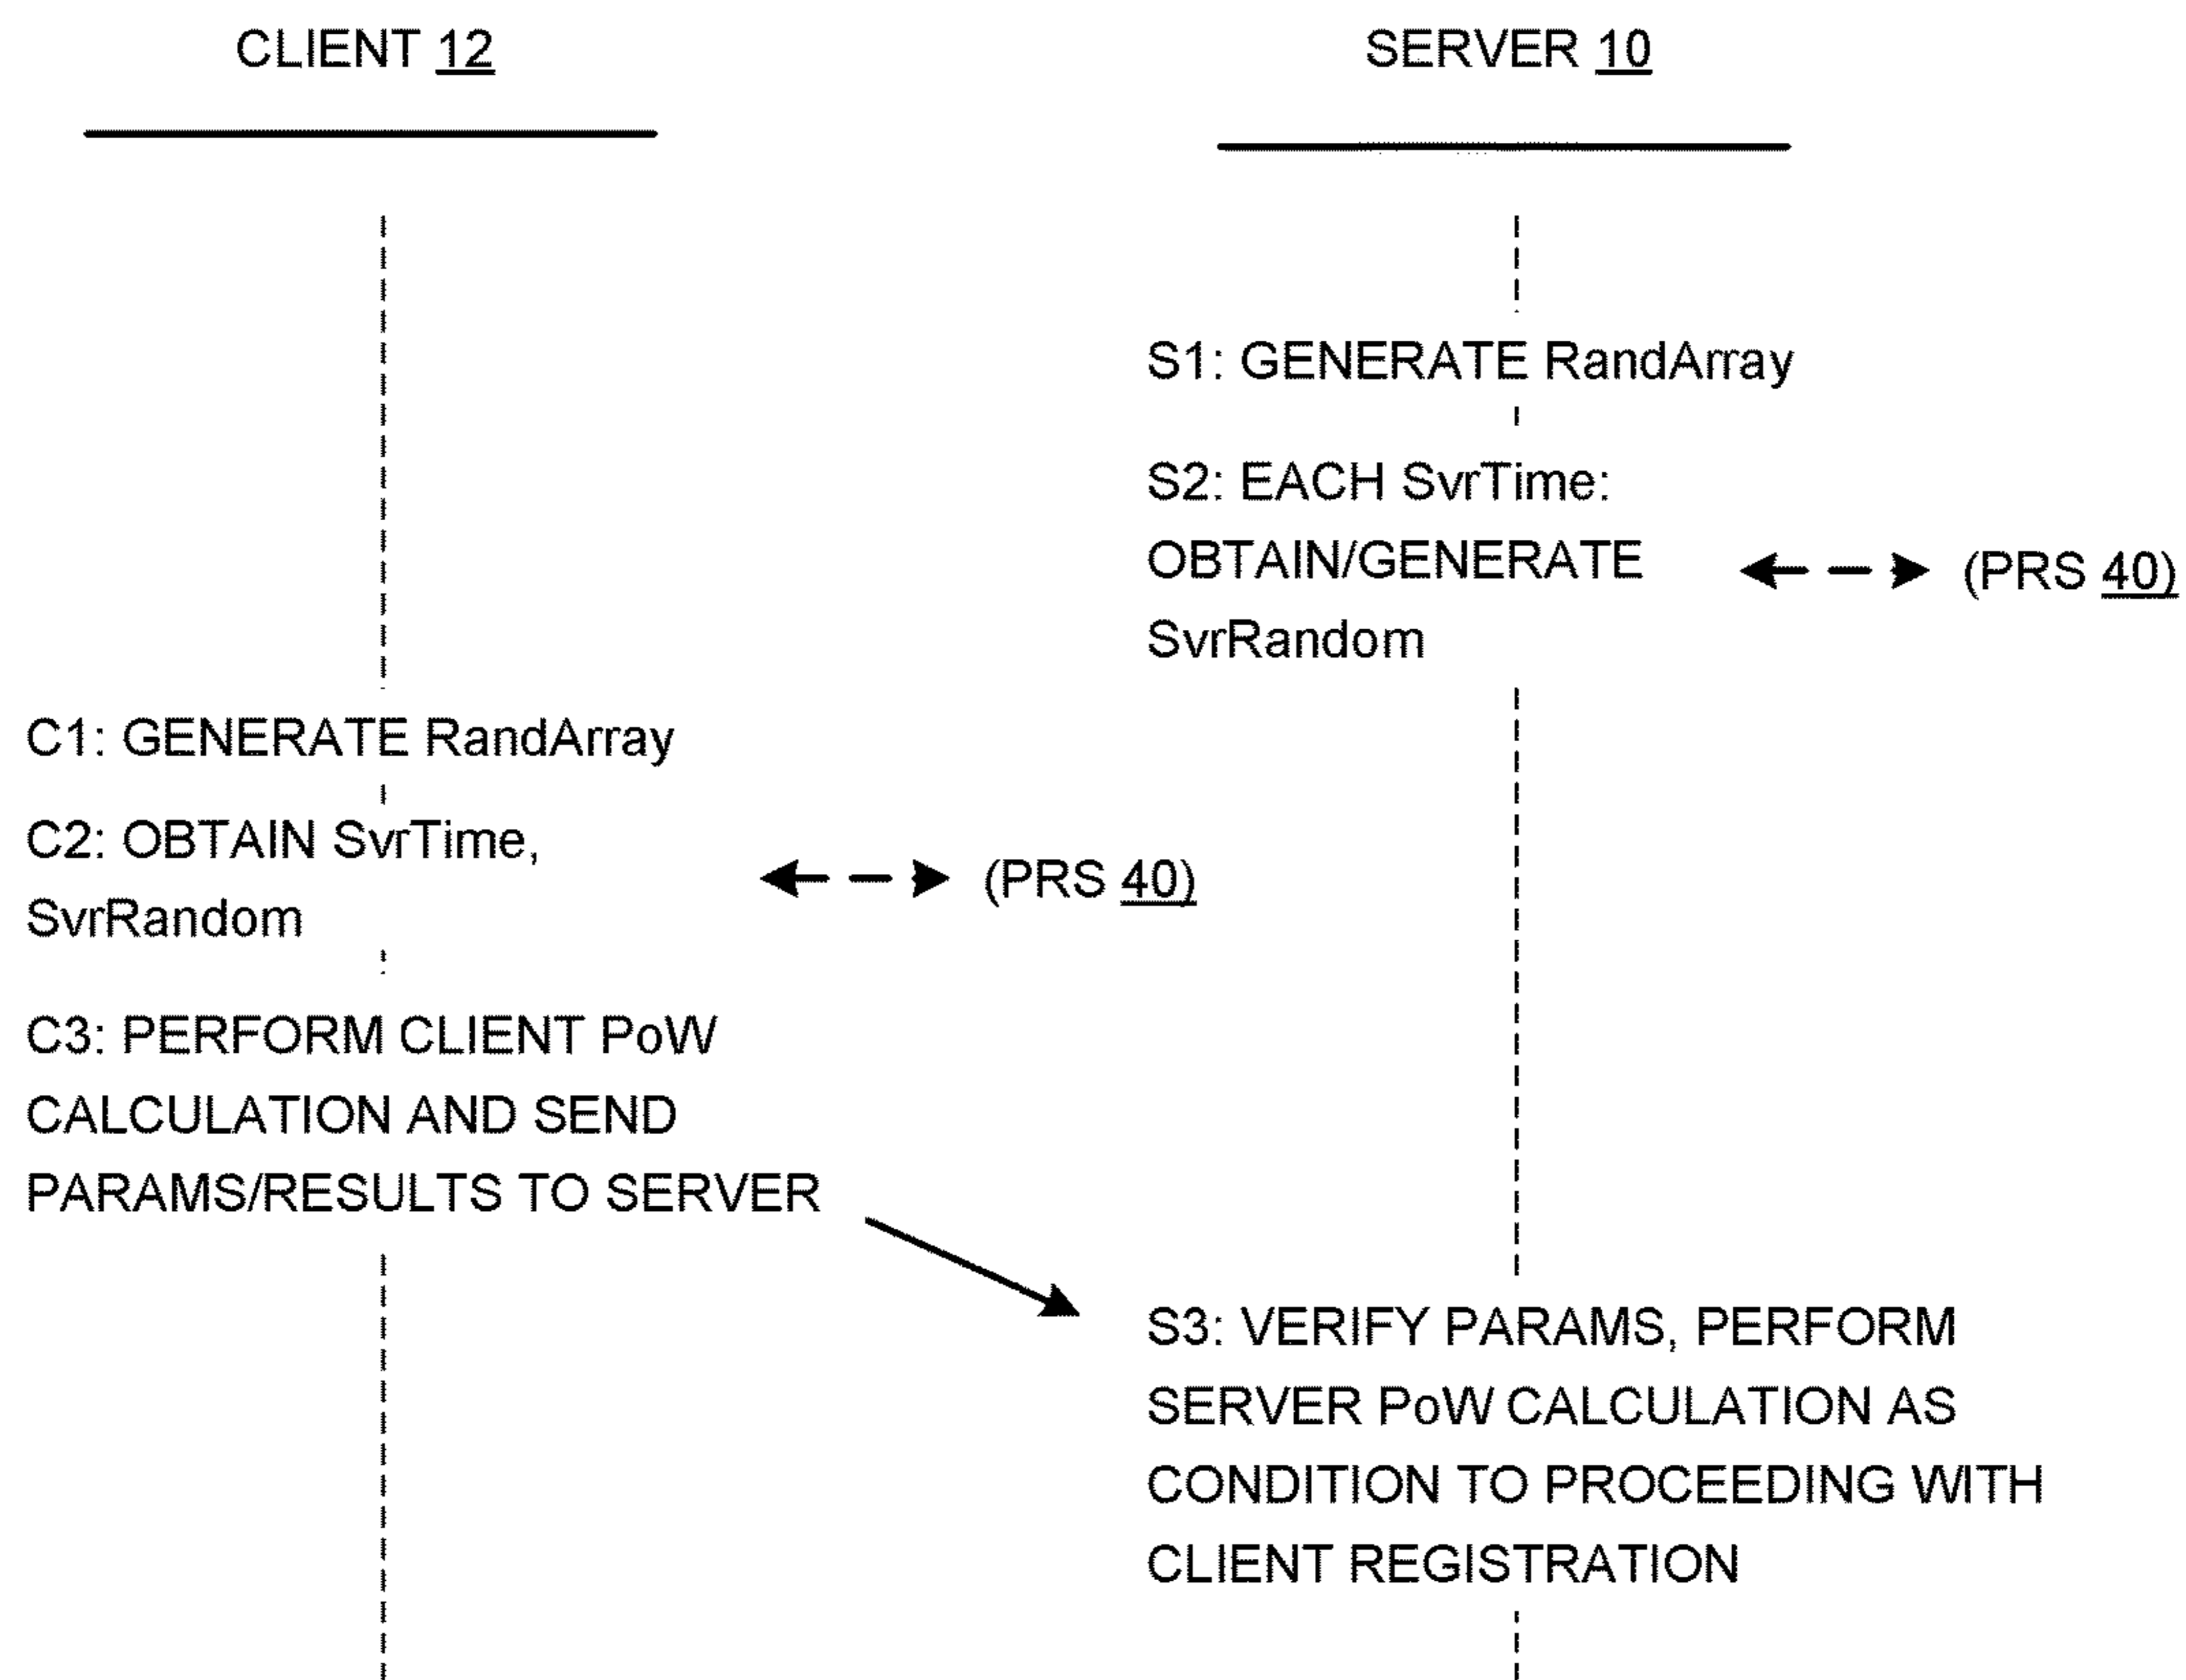 CLIENT 12
SERVER 10
S1: GENERATE RandArray
S2: EACH SvrTime:
OBTAIN/GENERATE
SvrRandom
(PRS 40)
C1: GENERATE RandArray
C2: OBTAIN SvrTime,
SvrRandom
(PRS 40)
C3: PERFORM CLIENT PoW
CALCULATION AND SEND
PARAMS/RESULTS TO SERVER
S3: VERIFY PARAMS, PERFORM
SERVER PoW CALCULATION AS
CONDITION TO PROCEEDING WITH
CLIENT REGISTRATION